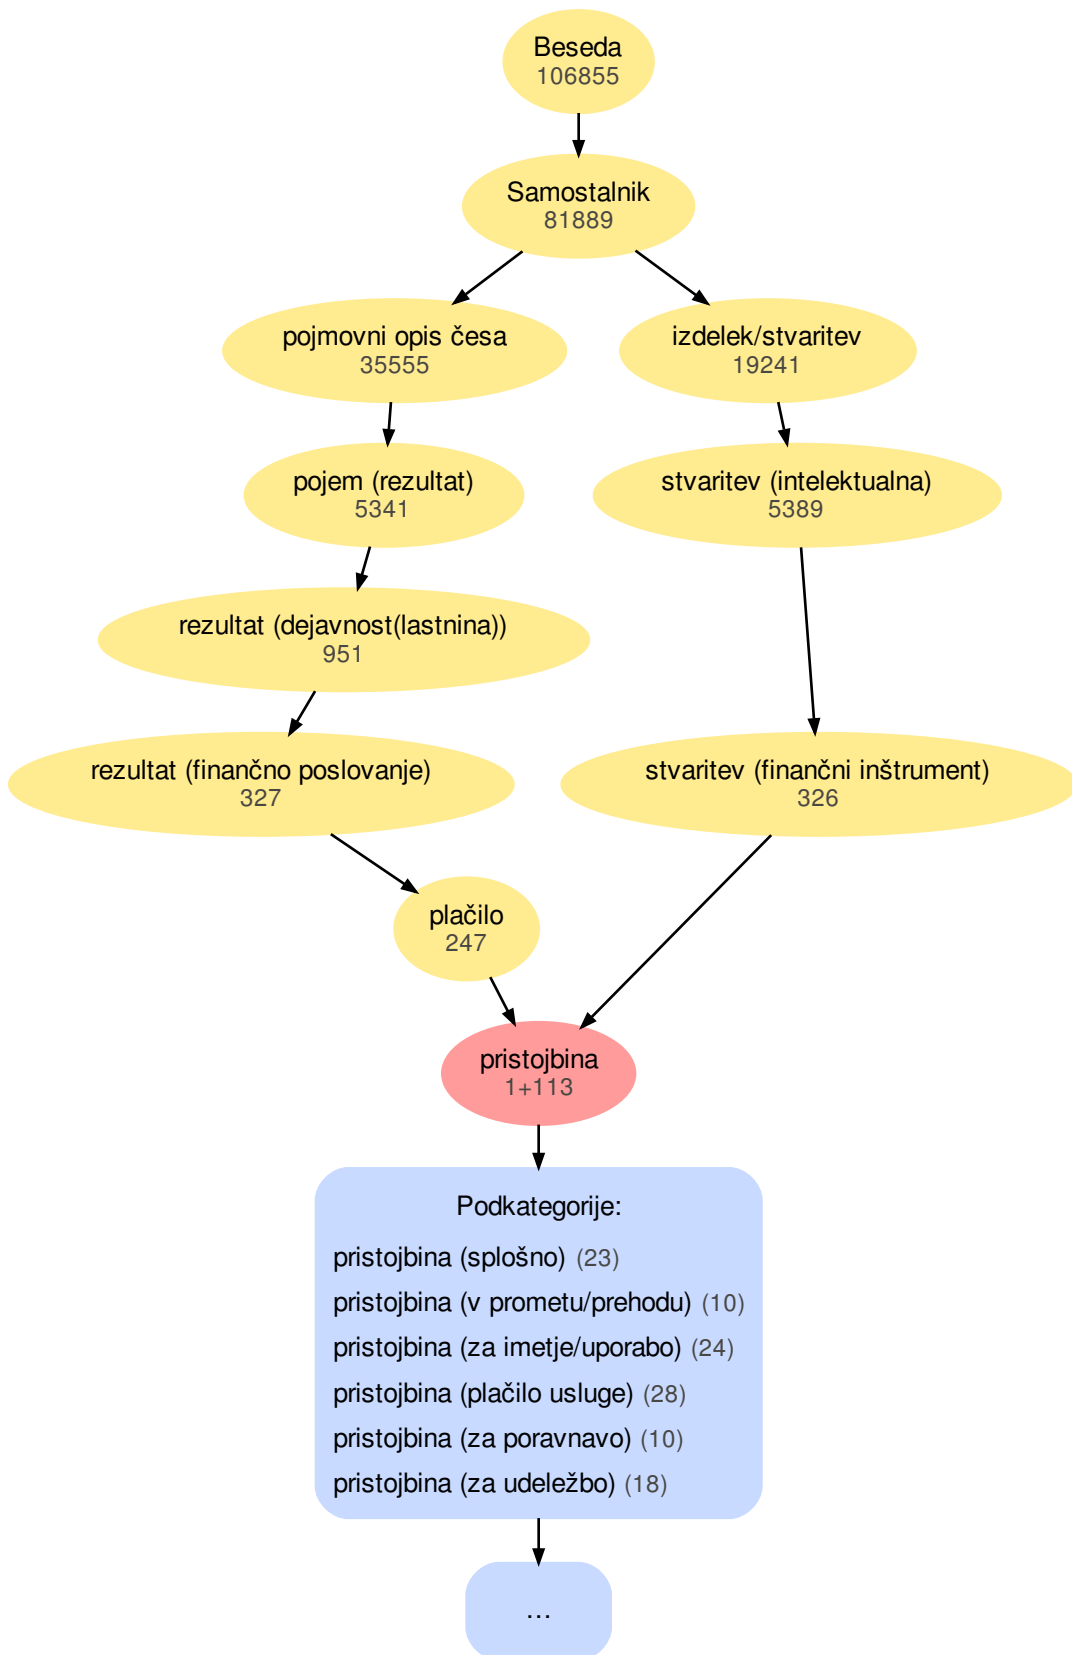 Beseda
106855
Samostalnik
81889
pojmovni opis česa
35555
izdelek/stvaritev
19241
pojem (rezultat)
5341
stvaritev (intelektualna)
5389
rezultat (dejavnost(lastnina))
951
rezultat (finančno poslovanje)
327
stvaritev (finančni inštrument)
326
plačilo
247
pristojbina
1+113
Podkategorije:
pristojbina (splošno) (23)
pristojbina (v prometu/prehodu) (10)
pristojbina (za imetje/uporabo) (24)
pristojbina (plačilo usluge) (28)
pristojbina (za poravnavo) (10)
pristojbina (za udeležbo) (18)
...